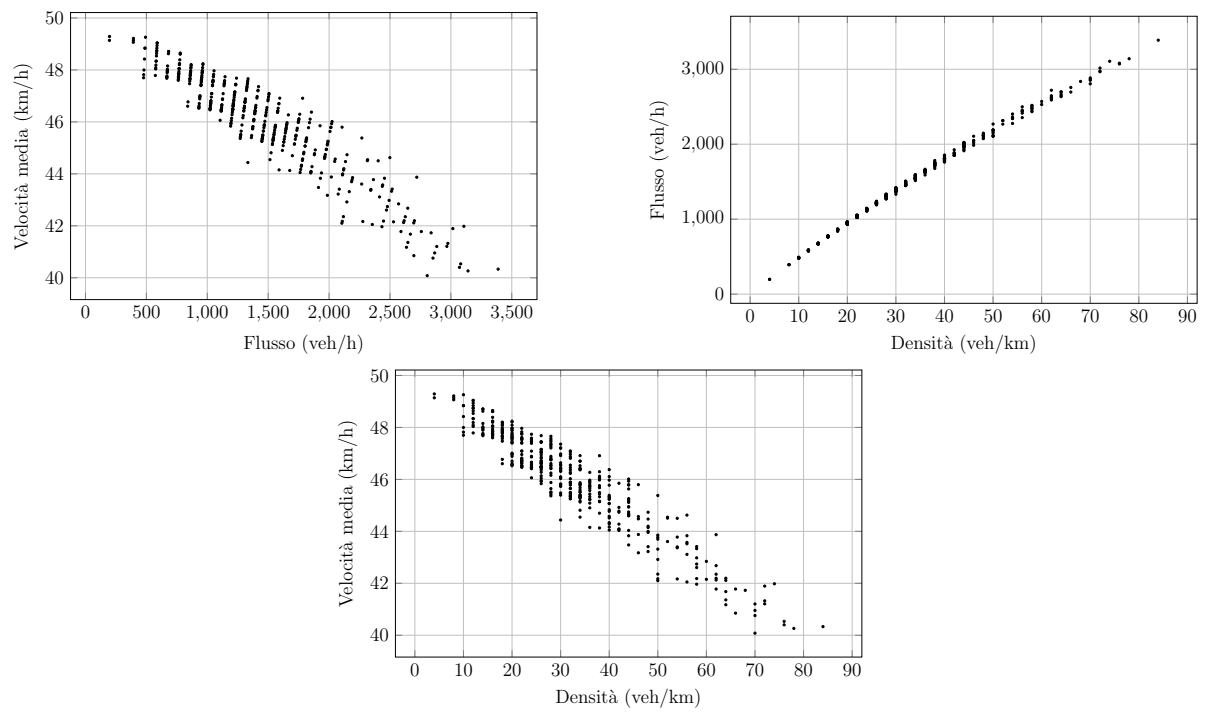 50
48
46
44
42
40
0 500 1,000 1,500 2,000 2,500 3,000 3,500
Flusso (veh/h)
Velocità media (km/h)
3,000
2,000
1,000
0
0 10 20 30 40 50 60 70 80 90
Densità (veh/km)
Flusso (veh/h)
50
48
46
44
42
40
0 10 20 30 40 50 60 70 80 90
Densità (veh/km)
Velocità media (km/h)